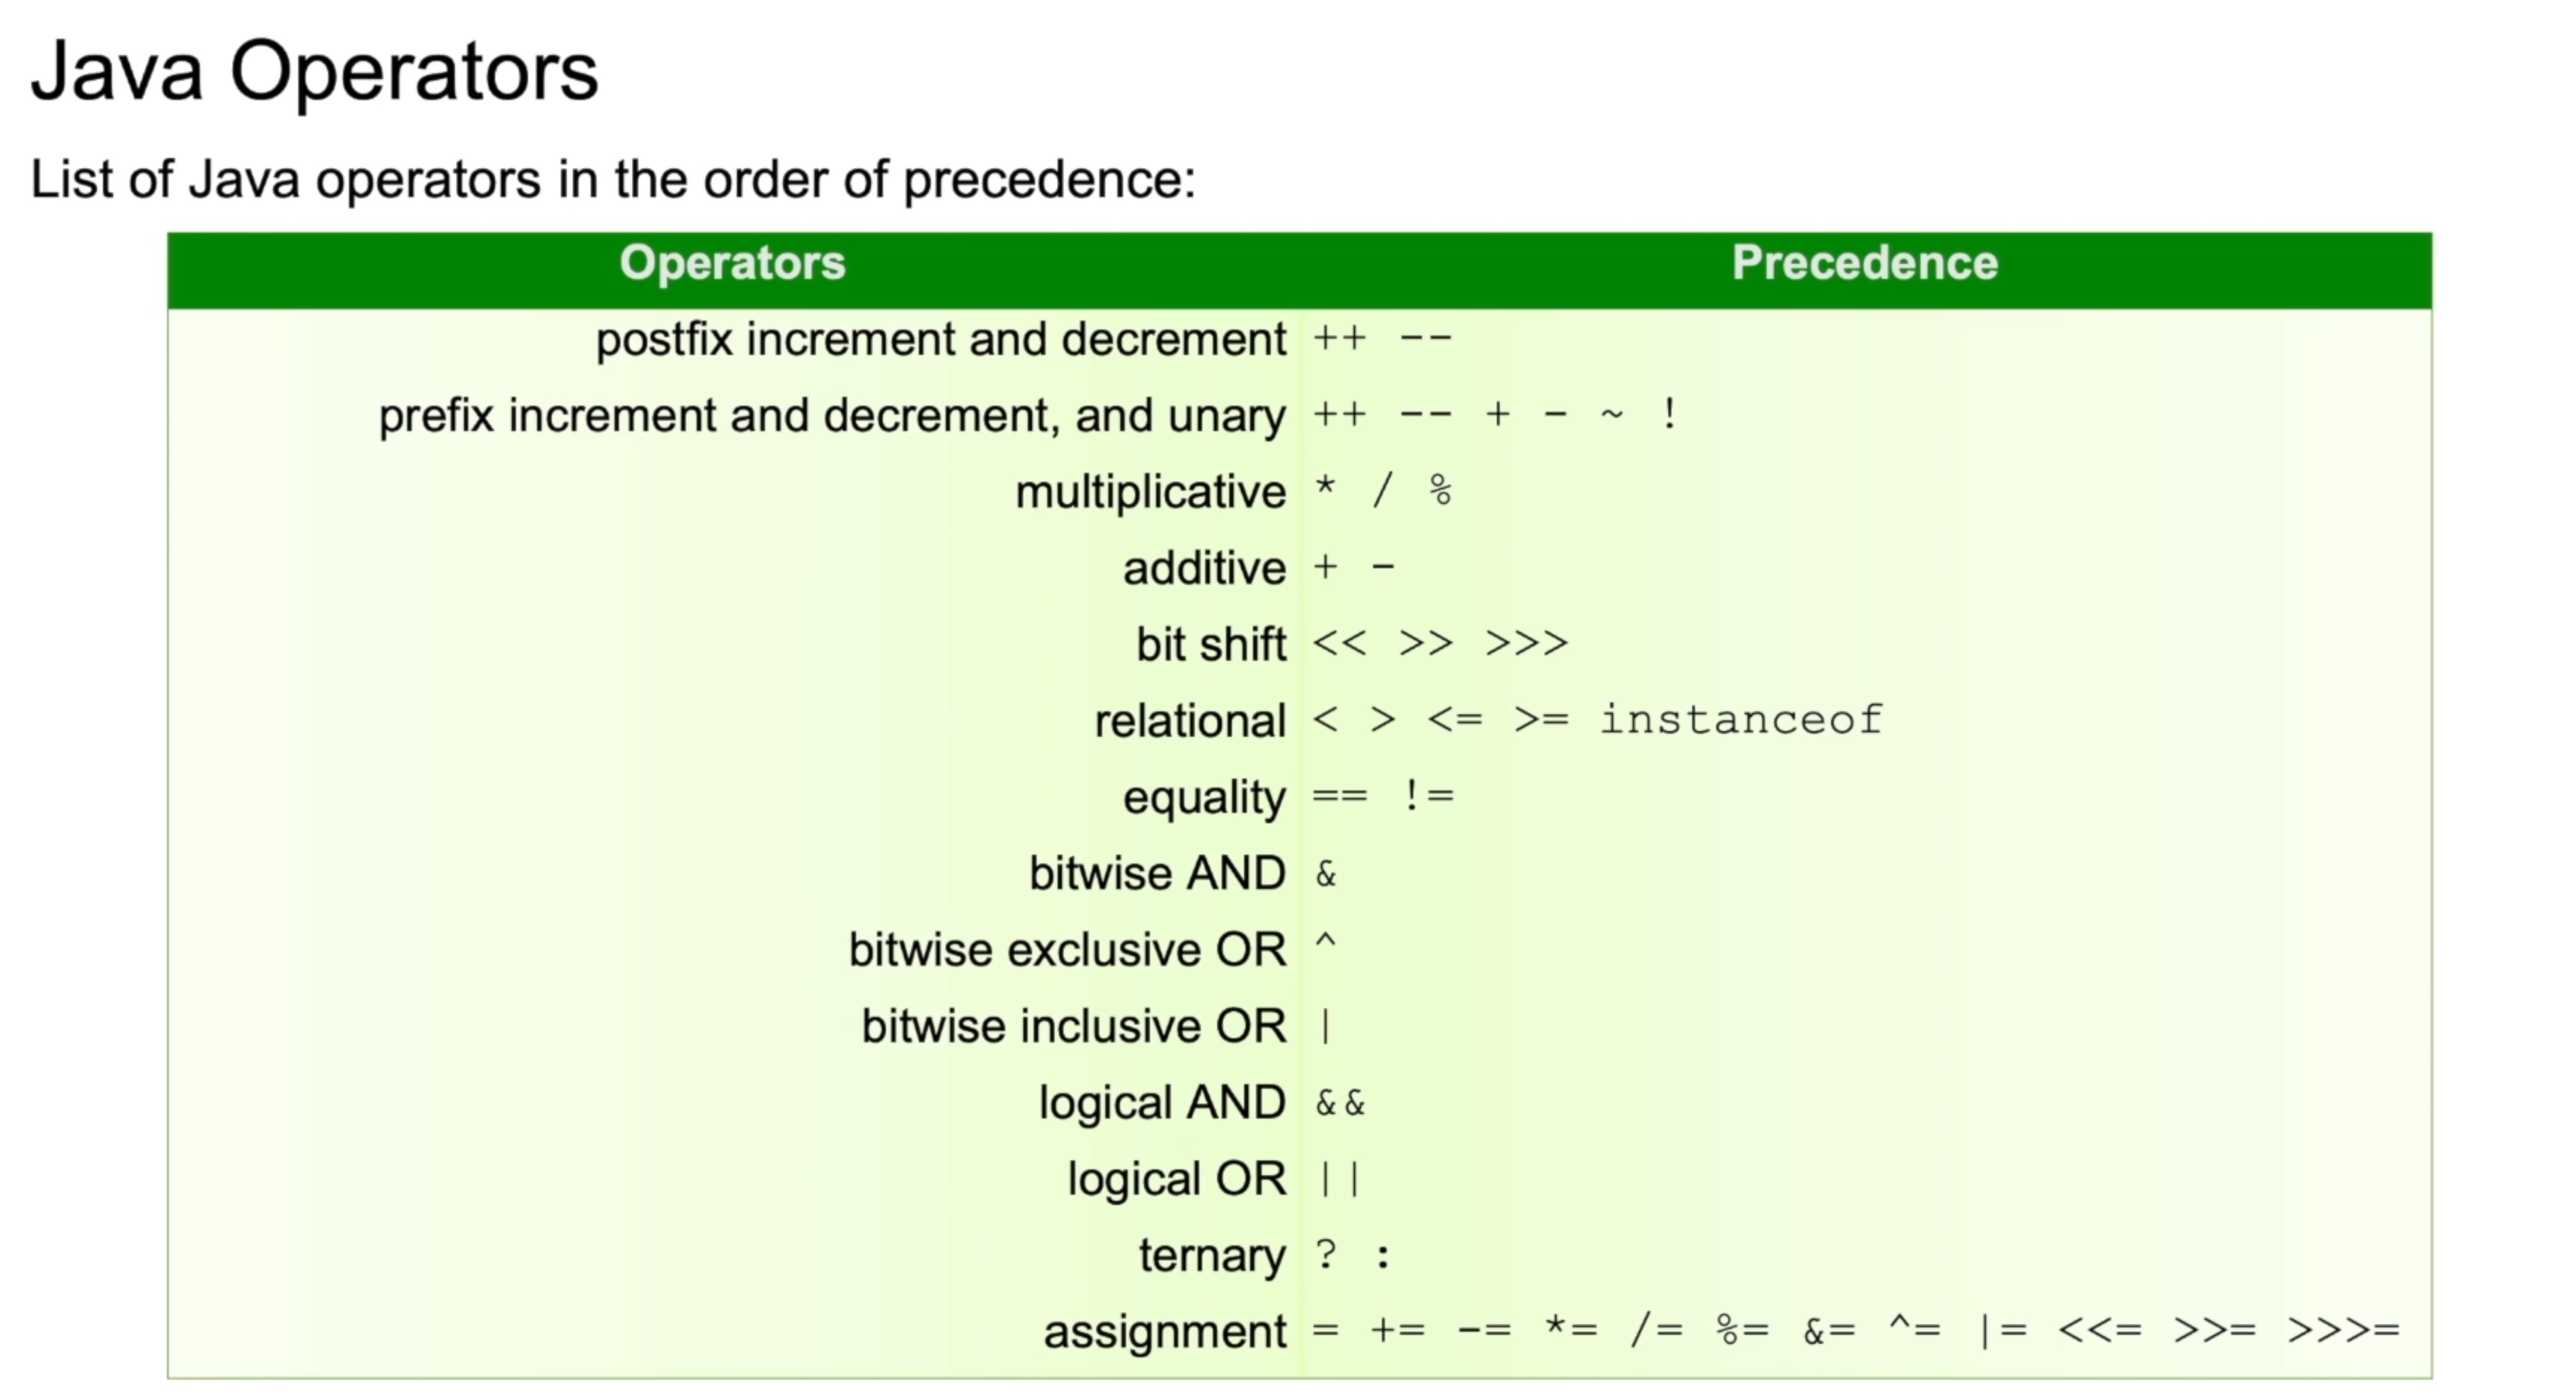 Java Operators
List of Java operators in the order of precedence:
Operators Precedence
postfix increment and decrement ++ --
prefix increment and decrement, and unary ++ -- + - ~ !
multiplicative * / %
additive + -
bit shift << >> >>>
relational < > <= >= instanceof
equality == !=
bitwise AND &
bitwise exclusive OR ^
bitwise inclusive OR |
logical AND &&
logical OR ||
ternary ? :
assignment = += -= *= /= %= &= ^= |= <<= >>= >>>=